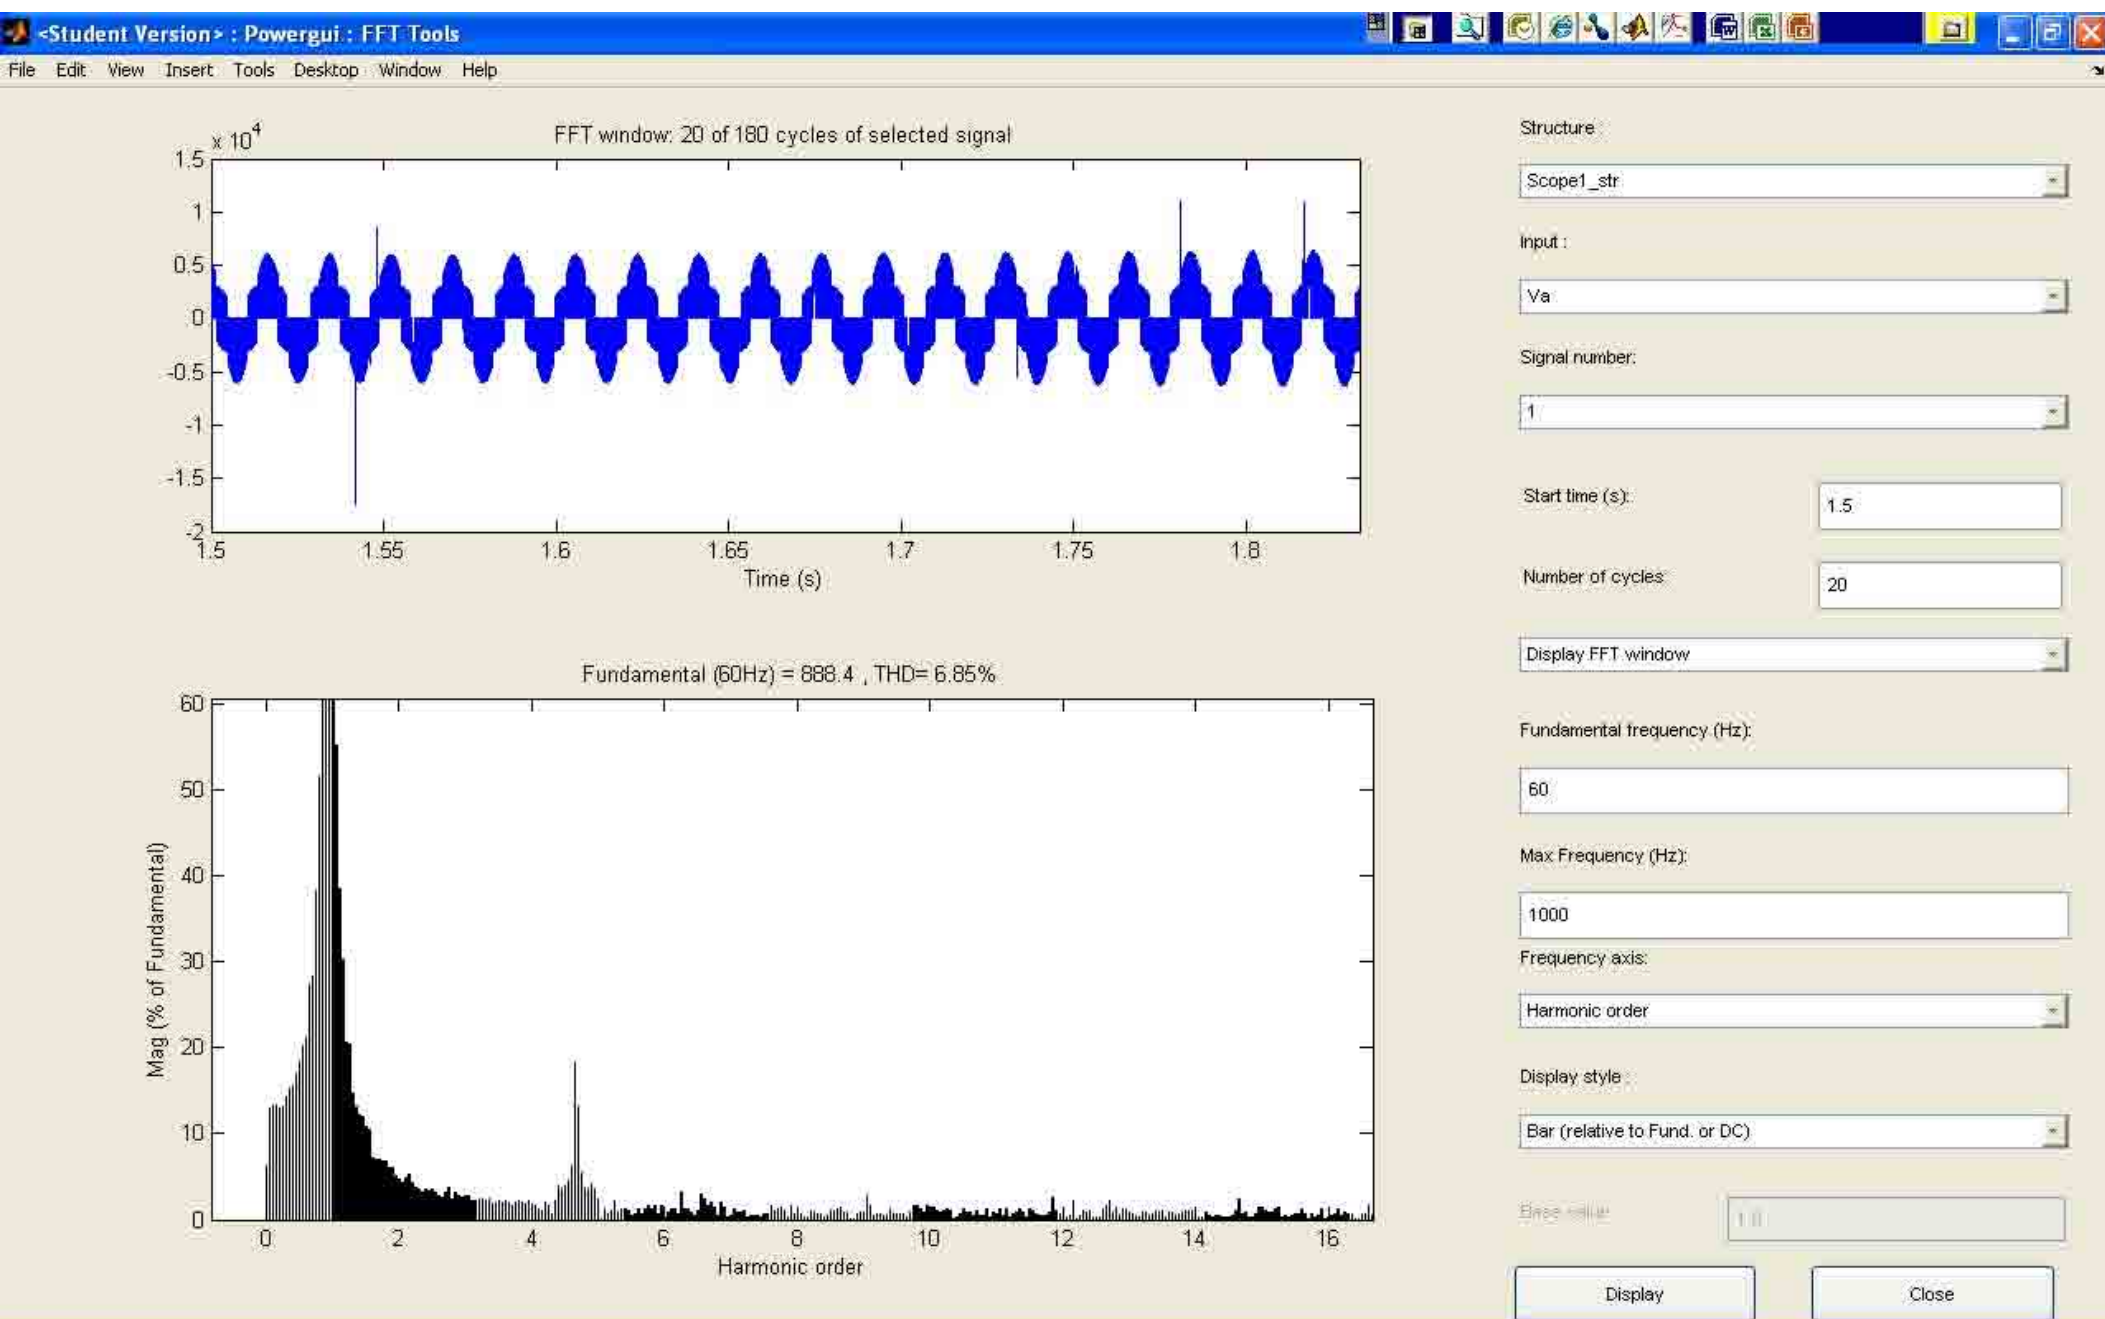 <Student Version> : Powergui : FFT Tools
File Edit View Insert Tools Desktop Window Help
x 10^4
FFT window: 20 of 180 cycles of selected signal
1.5
1
0.5
0
-0.5
-1
-1.5
-2
1.5 1.55 1.6 1.65 1.7 1.75 1.8
Time (s)
Fundamental (60Hz) = 888.4 , THD= 6.85%
60
50
40
30
20
10
0
Mag (% of Fundamental)
0 2 4 6 8 10 12 14 16
Harmonic order
Structure :
Scope1_str
Input :
Va
Signal number:
1
Start time (s):
1.5
Number of cycles:
20
Display FFT window
Fundamental frequency (Hz):
60
Max Frequency (Hz):
1000
Frequency axis:
Harmonic order
Display style :
Bar (relative to Fund. or DC)
Base value
1.0
Display
Close